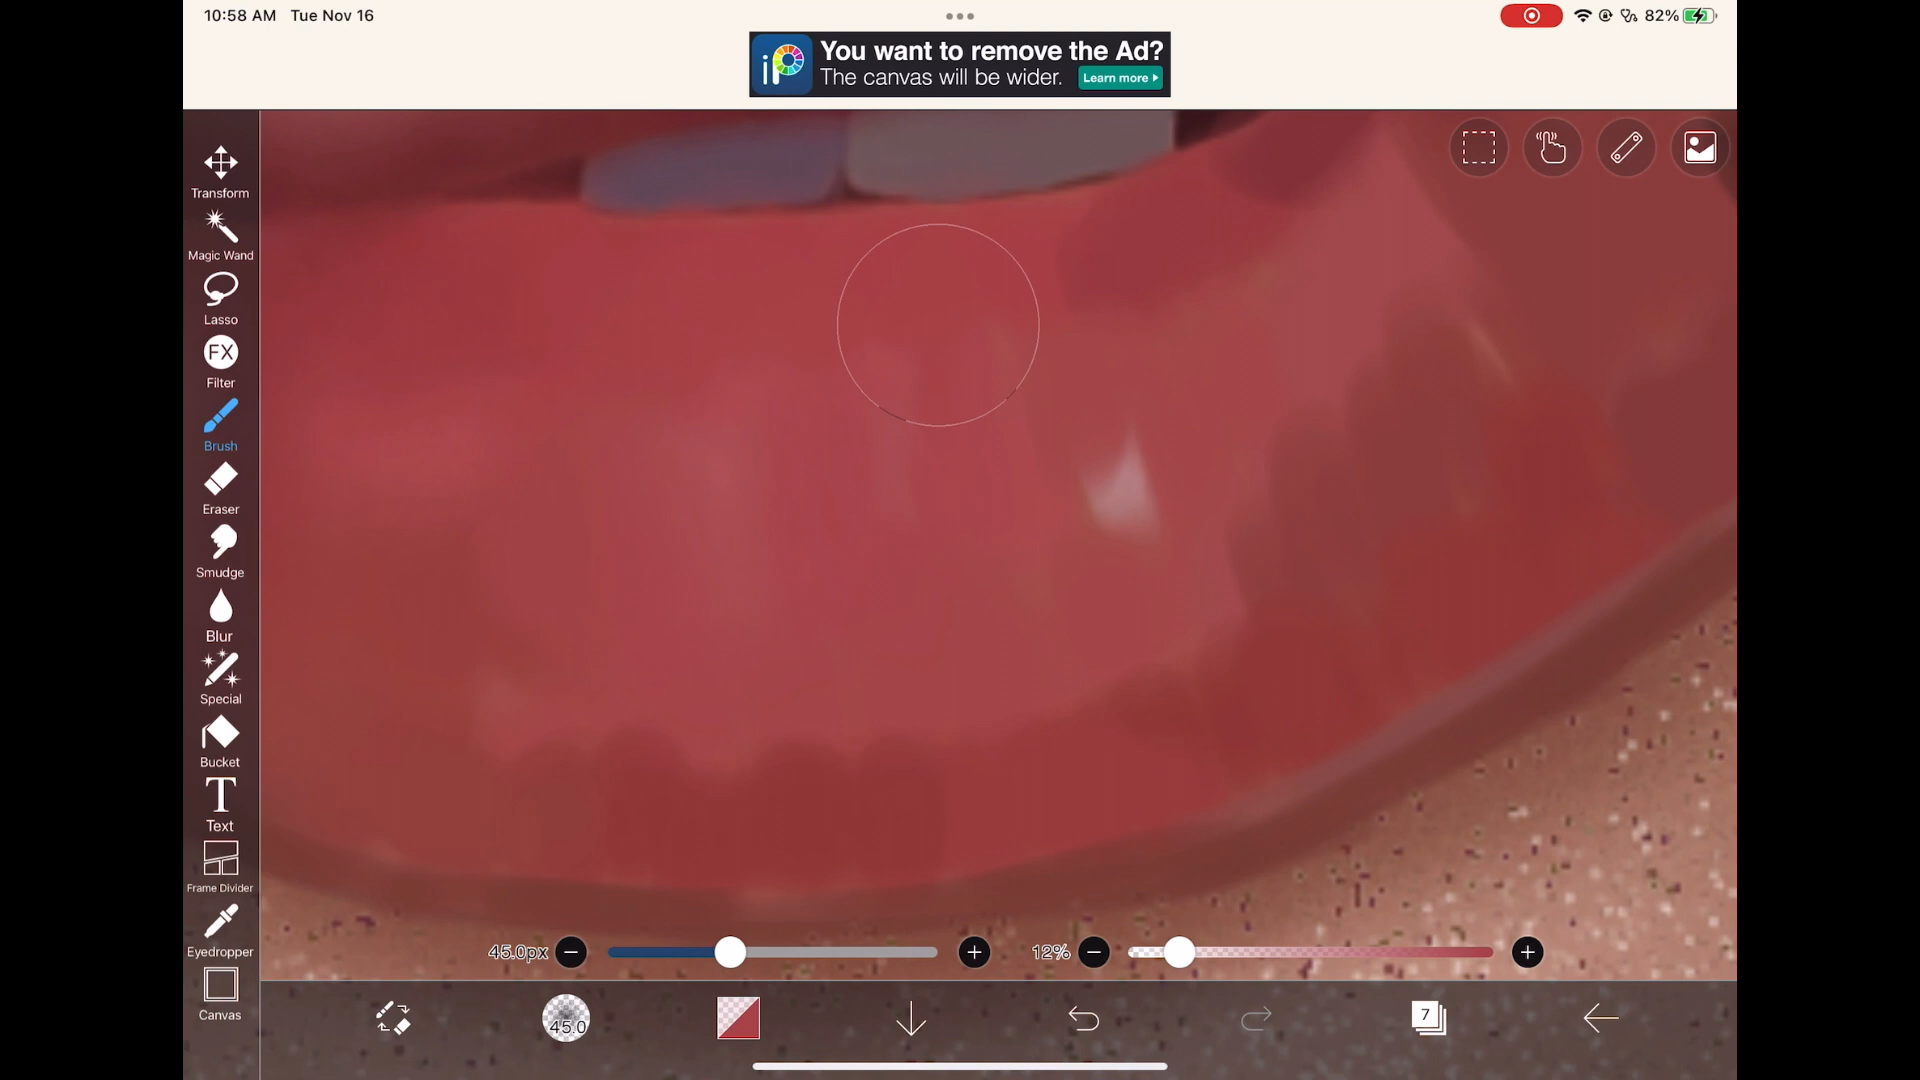 10:58 AM Tue Nov 16
82%
iP
You want to remove the Ad?
The canvas will be wider. Learn more
Transform
Magic Wand
Lasso
FX
Filter
Brush
Eraser
Smudge
Blur
Special
Bucket
T
Text
Frame Divider
Eyedropper
Canvas
45.0px
12%
45.0
7